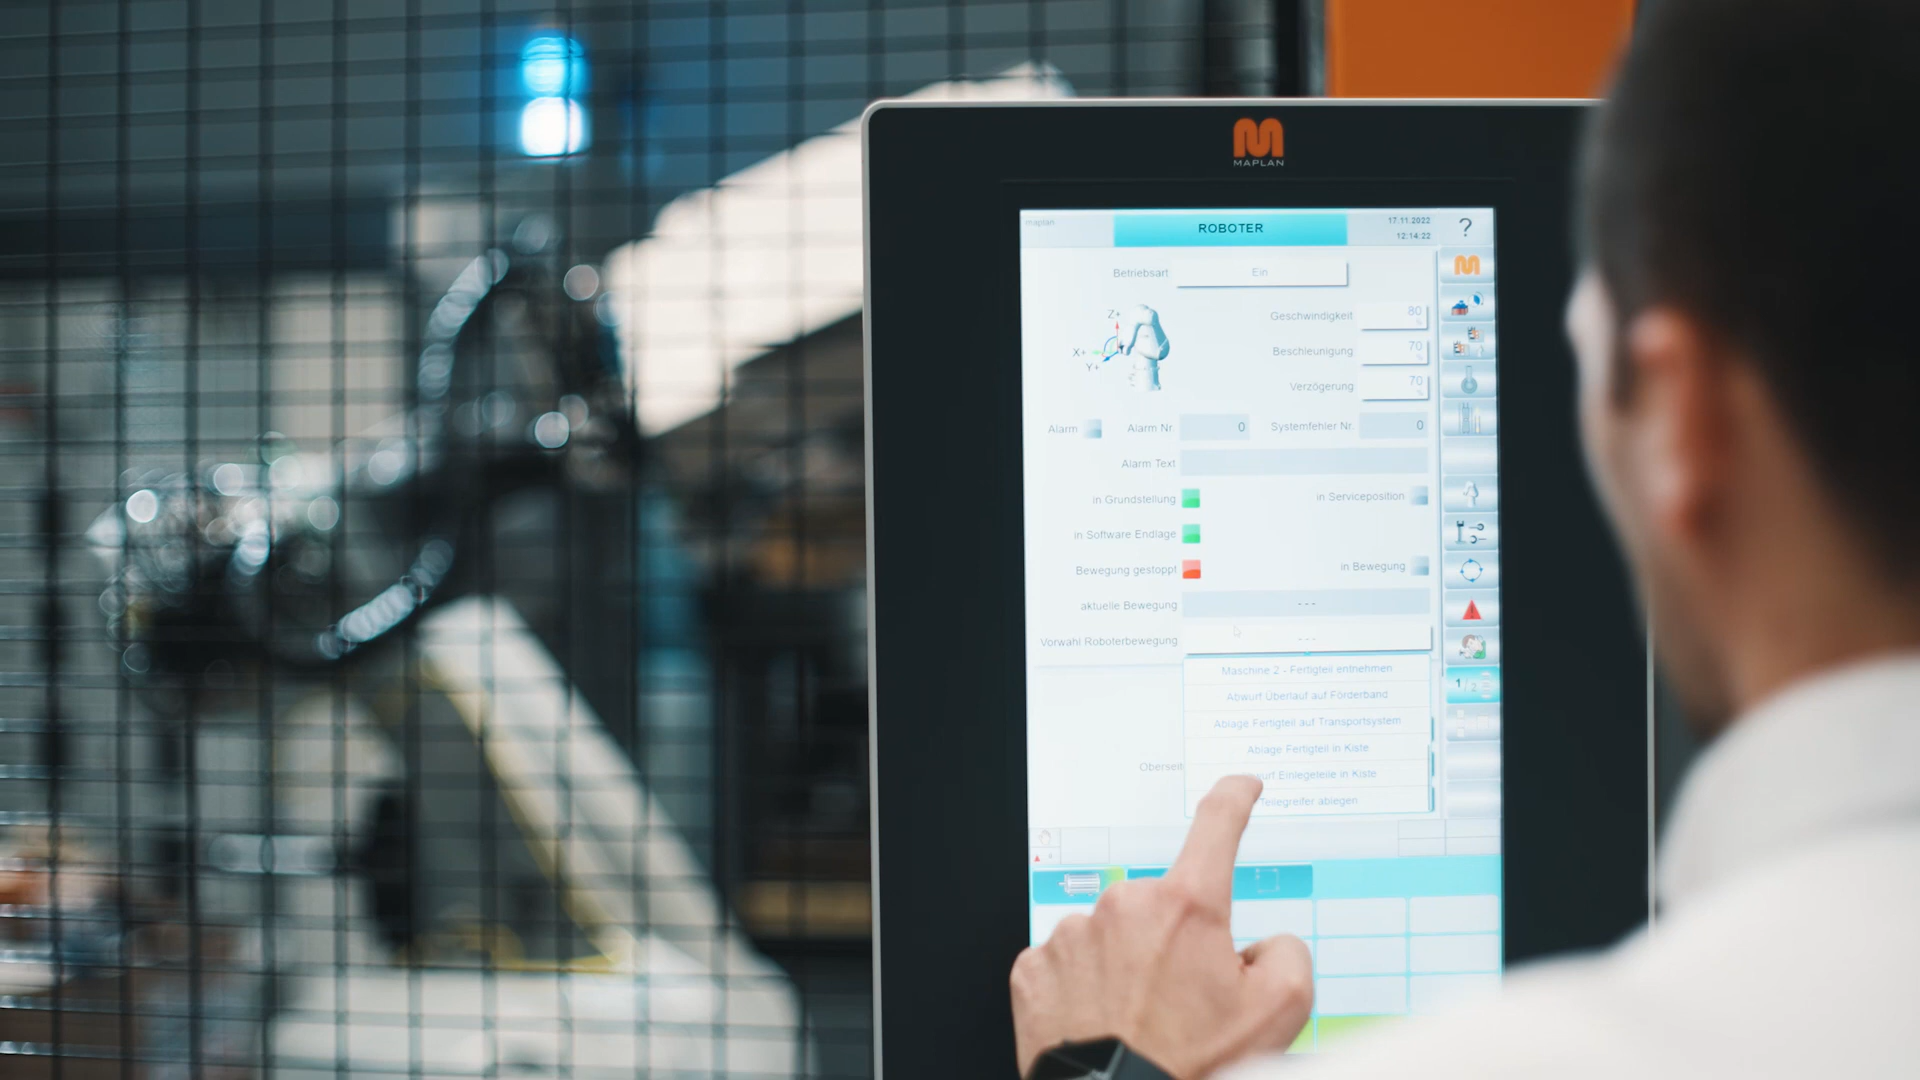 MAPLAN
maplan
ROBOTER
17.11.2022
12:14:22
?
Betriebsart Ein
Z+
X+
Y+
Geschwindigkeit 80 %
Beschleunigung 70 %
Verzögerung 70 %
Alarm Alarm Nr. 0 Systemfehler Nr. 0
Alarm Text
in Grundstellung in Serviceposition
in Software Endlage
Bewegung gestoppt in Bewegung
aktuelle Bewegung ---
Vorwahl Roboterbewegung ---
Maschine 2 - Fertigteil entnehmen
Abwurf Überlauf auf Förderband
Ablage Fertigteil auf Transportsystem
Ablage Fertigteil in Kiste
Einlegeteile in Kiste
Teilegreifer ablegen
1/2